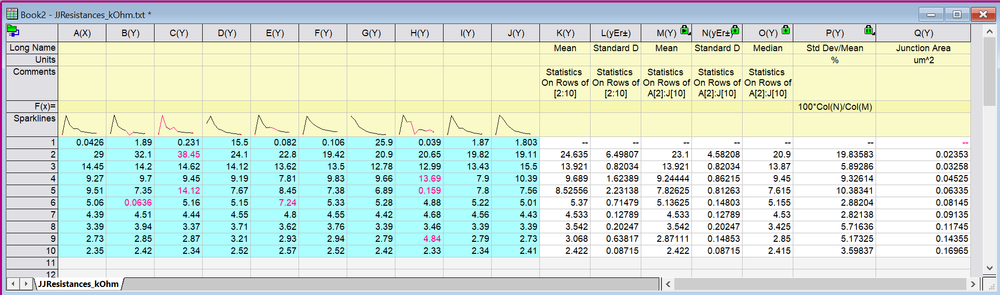 Book2 - JJResistances_kOhm.txt *
A(X) B(Y) C(Y) D(Y) E(Y) F(Y) G(Y) H(Y) I(Y) J(Y) K(Y) L(yEr±) M(Y) N(yEr±) O(Y) P(Y) Q(Y)
Long Name Mean Standard D Mean Standard D Median Std Dev/Mean Junction Area
Units % um^2
Comments Statistics Statistics Statistics Statistics Statistics
On Rows of On Rows of On Rows of On Rows of On Rows of
[2:10] [2:10] A[2]:J[10] A[2]:J[10] A[2]:J[10]
F(x)= 100*Col(N)/Col(M)
Sparklines
1 0.0426 1.89 0.231 15.5 0.082 0.106 25.9 0.039 1.87 1.803 -- -- -- -- -- -- --
2 29 32.1 38.45 24.1 22.8 19.42 20.9 20.65 19.82 19.11 24.635 6.49807 23.1 4.58208 20.9 19.83583 0.02353
3 14.45 14.2 14.62 14.12 13.62 13.5 12.78 12.99 13.43 15.5 13.921 0.82034 13.921 0.82034 13.87 5.89286 0.03258
4 9.27 9.7 9.45 9.19 7.81 9.83 9.66 13.69 7.9 10.39 9.689 1.62389 9.24444 0.86215 9.45 9.32614 0.04525
5 9.51 7.35 14.12 7.67 8.45 7.38 6.89 0.159 7.8 7.56 8.52556 2.23138 7.82625 0.81263 7.615 10.38341 0.06335
6 5.06 0.0636 5.16 5.15 7.24 5.33 5.28 4.88 5.22 5.01 5.37 0.71479 5.13625 0.14803 5.155 2.88204 0.08145
7 4.39 4.51 4.44 4.55 4.8 4.55 4.42 4.68 4.56 4.43 4.533 0.12789 4.533 0.12789 4.53 2.82138 0.09135
8 3.39 3.94 3.37 3.71 3.62 3.76 3.39 3.46 3.39 3.39 3.542 0.20247 3.542 0.20247 3.425 5.71636 0.11745
9 2.73 2.85 2.87 3.21 2.93 2.94 2.79 4.84 2.79 2.73 3.068 0.63817 2.87111 0.14853 2.85 5.17325 0.14355
10 2.35 2.42 2.34 2.52 2.57 2.52 2.42 2.33 2.34 2.41 2.422 0.08715 2.422 0.08715 2.415 3.59837 0.16965
11
12
JJResistances_kOhm